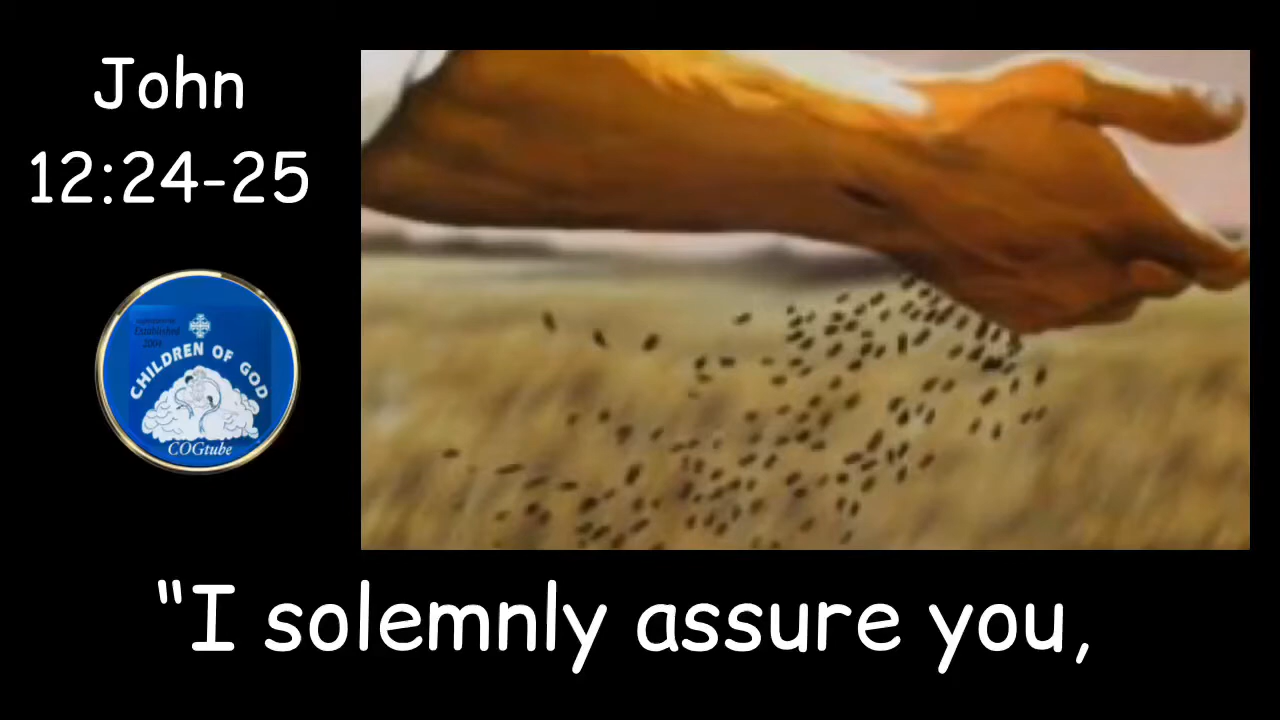 John
12:24-25
Established
2004
CHILDREN OF GOD
COGtube
“I solemnly assure you,